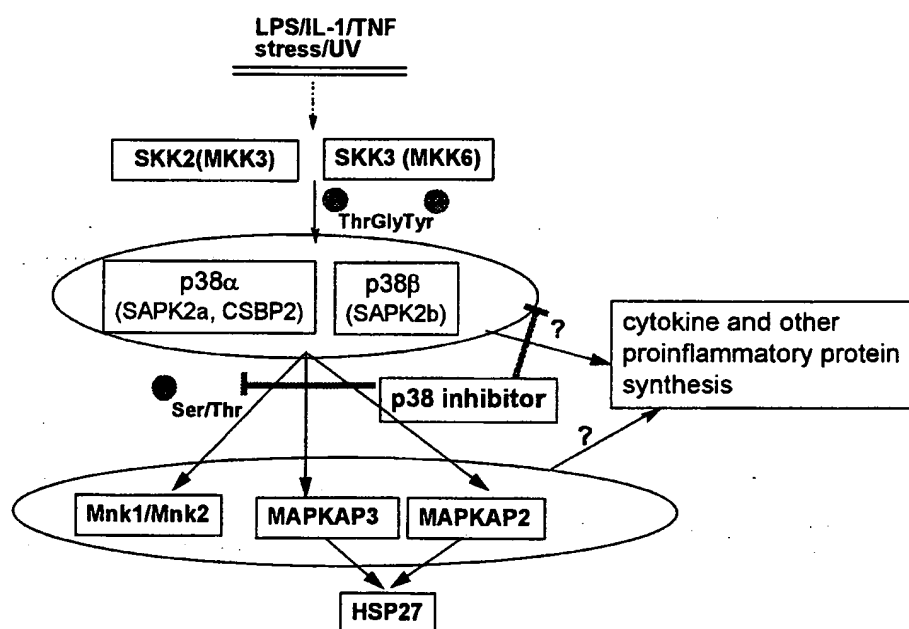 LPS/IL-1/TNF
stress/UV
SKK2(MKK3)
SKK3 (MKK6)
ThrGlyTyr
p38α
(SAPK2a, CSBP2)
p38β
(SAPK2b)
?
cytokine and other
proinflammatory protein
synthesis
Ser/Thr
p38 inhibitor
?
Mnk1/Mnk2
MAPKAP3
MAPKAP2
HSP27